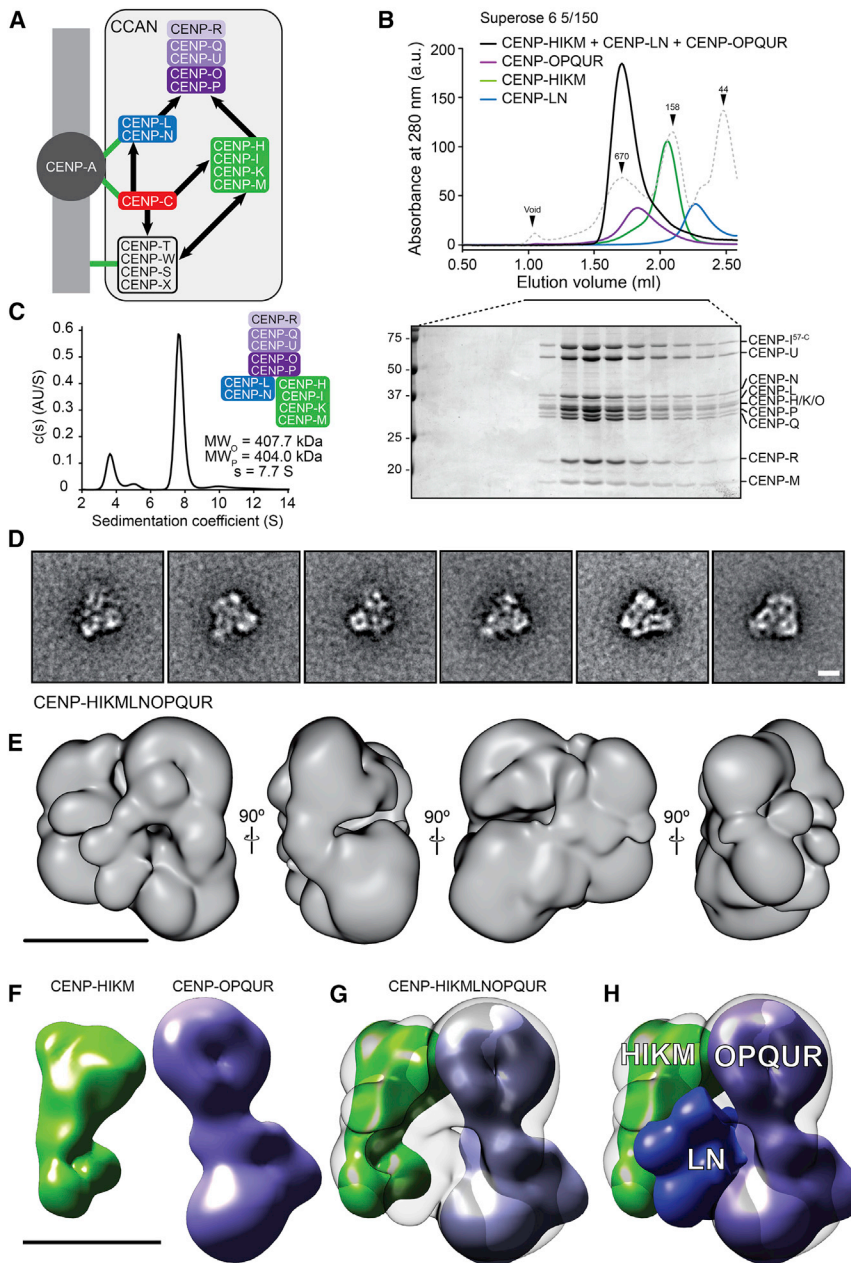 A
CCAN
CENP-R
CENP-Q
CENP-U
CENP-O
CENP-P
CENP-L
CENP-N
CENP-H
CENP-I
CENP-K
CENP-M
CENP-A
CENP-C
CENP-T
CENP-W
CENP-S
CENP-X
B
Superose 6 5/150
CENP-HIKM + CENP-LN + CENP-OPQUR
CENP-OPQUR
CENP-HIKM
CENP-LN
Absorbance at 280 nm (a.u.)
200
150
100
50
0
Void
670
158
44
0.50 1.00 1.50 2.00 2.50
Elution volume (ml)
75
50
37
25
20
CENP-I57-C
CENP-U
CENP-N
CENP-L
CENP-H/K/O
CENP-P
CENP-Q
CENP-R
CENP-M
C
c(s) (AU/S)
0.6
0.5
0.4
0.3
0.2
0.1
0
2 4 6 8 10 12 14
Sedimentation coefficient (S)
CENP-R
CENP-Q
CENP-U
CENP-O
CENP-P
CENP-L
CENP-N
CENP-H
CENP-I
CENP-K
CENP-M
MWO = 407.7 kDa
MWP = 404.0 kDa
s = 7.7 S
D
CENP-HIKMLNOPQUR
E
90º
90º
90º
F
CENP-HIKM
CENP-OPQUR
G
CENP-HIKMLNOPQUR
H
HIKM
OPQUR
LN